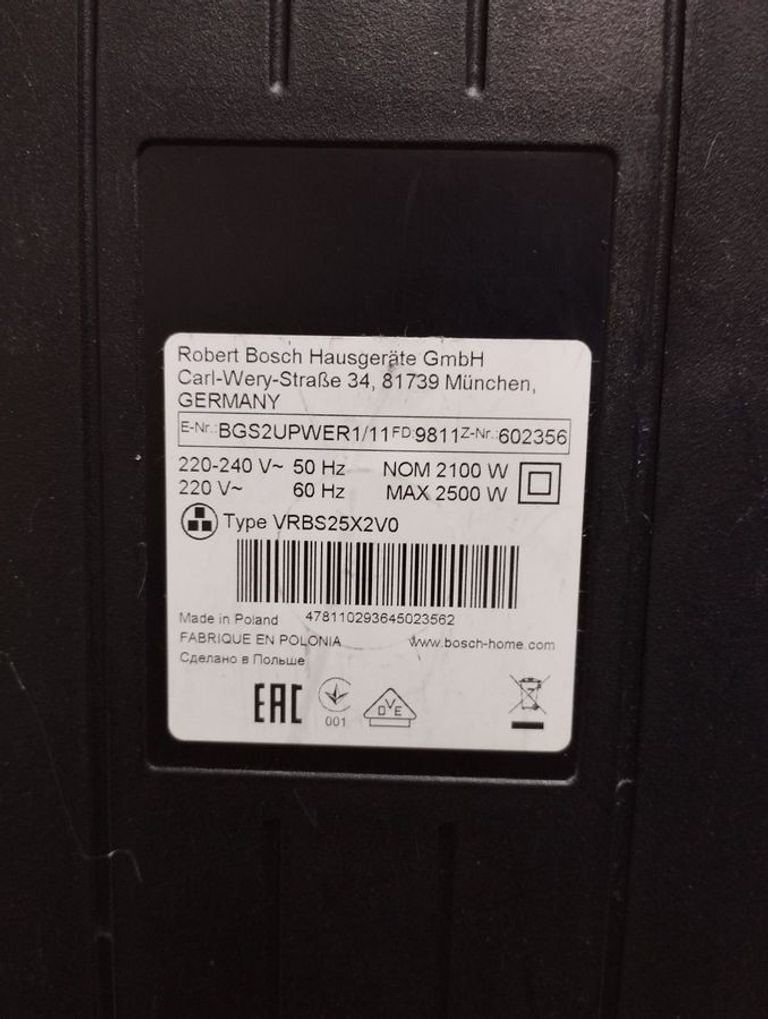 Robert Bosch Hausgeräte GmbH
Carl-Wery-Straße 34, 81739 München,
GERMANY
E-Nr.: BGS2UPWER1/11 FD: 9811 Z-Nr.: 602356
220-240 V~ 50 Hz NOM 2100 W
220 V~ 60 Hz MAX 2500 W
Type VRBS25X2V0
478110293645023562
Made in Poland
FABRIQUE EN POLONIA www.bosch-home.com
Сделано в Польше
EAC 001 DVE